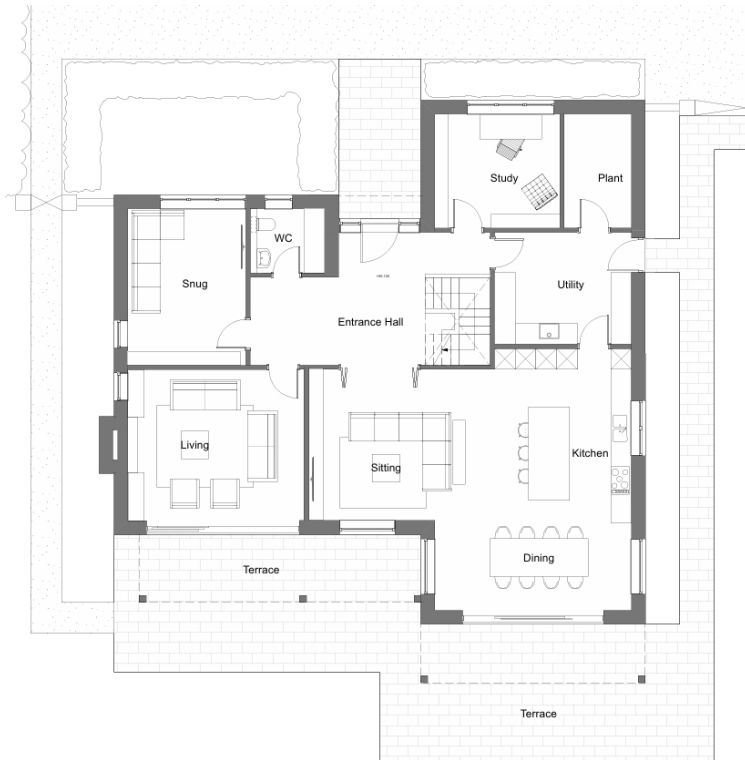 Study
Plant
WC
Snug
Utility
Entrance Hall
Living
Sitting
Kitchen
Dining
Terrace
Terrace